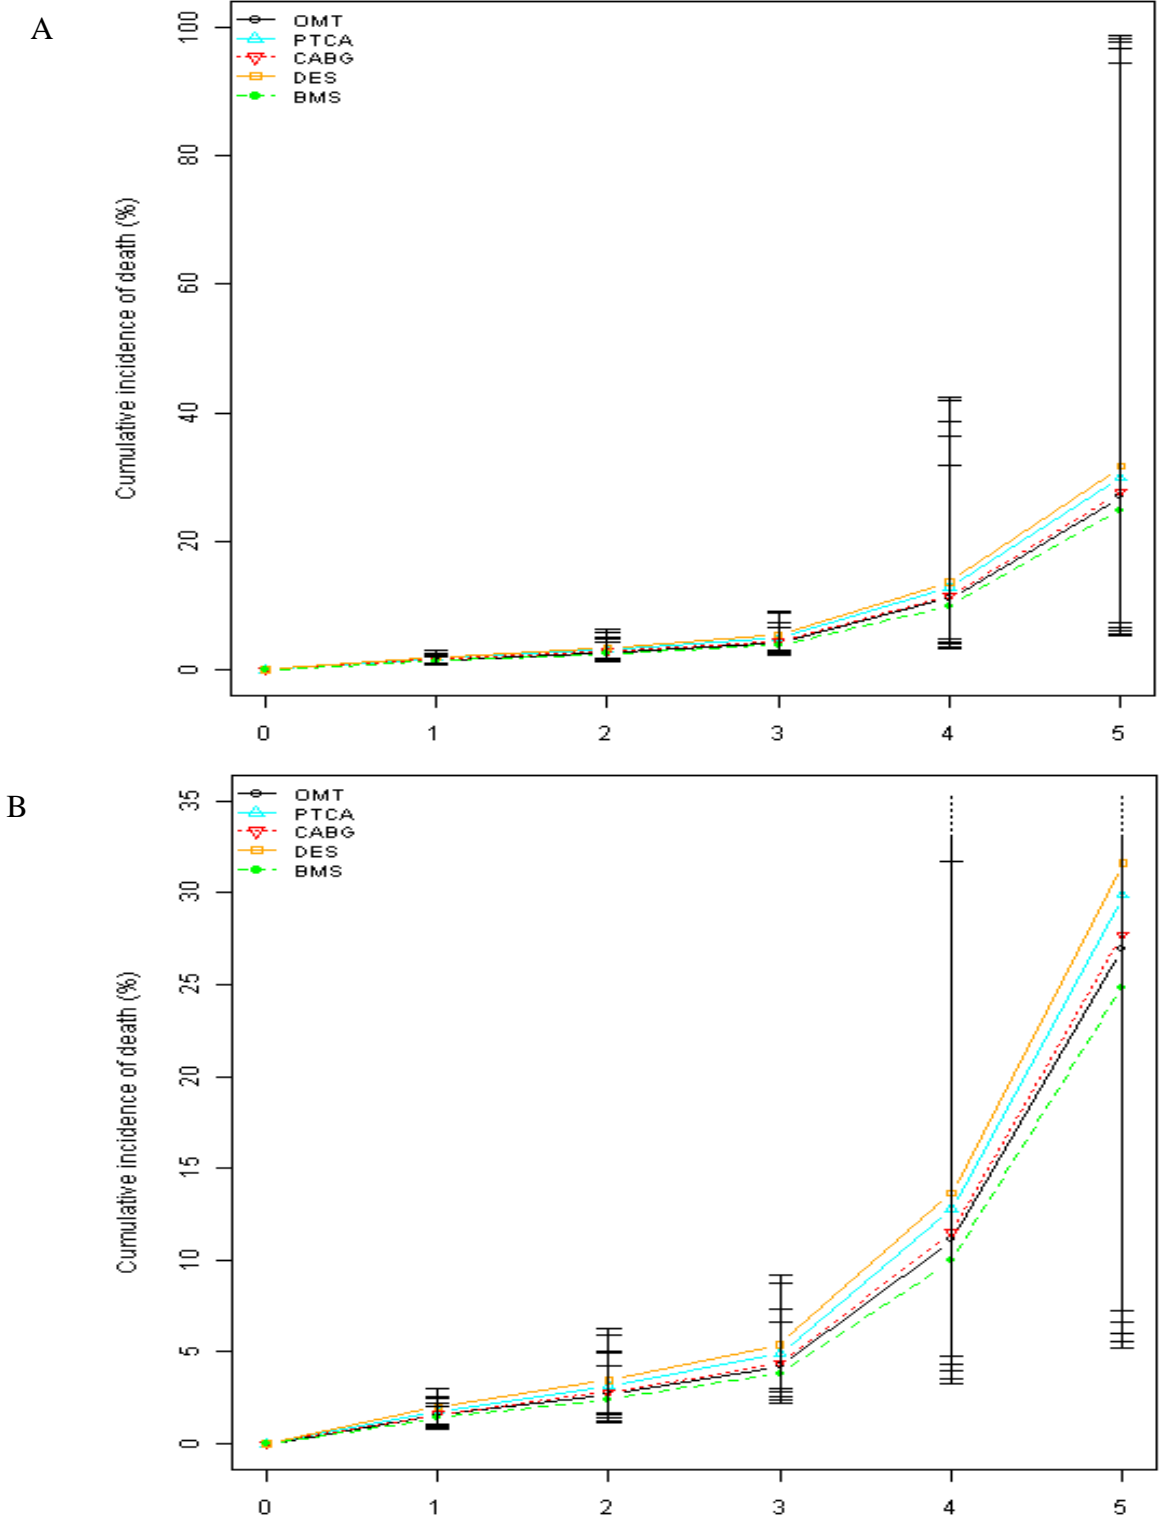 A
OMT
PTCA
CABG
DES
BMS
Cumulative incidence of death (%)
100
80
60
40
20
0
0 1 2 3 4 5
B
OMT
PTCA
CABG
DES
BMS
Cumulative incidence of death (%)
35
30
25
20
15
10
5
0
0 1 2 3 4 5